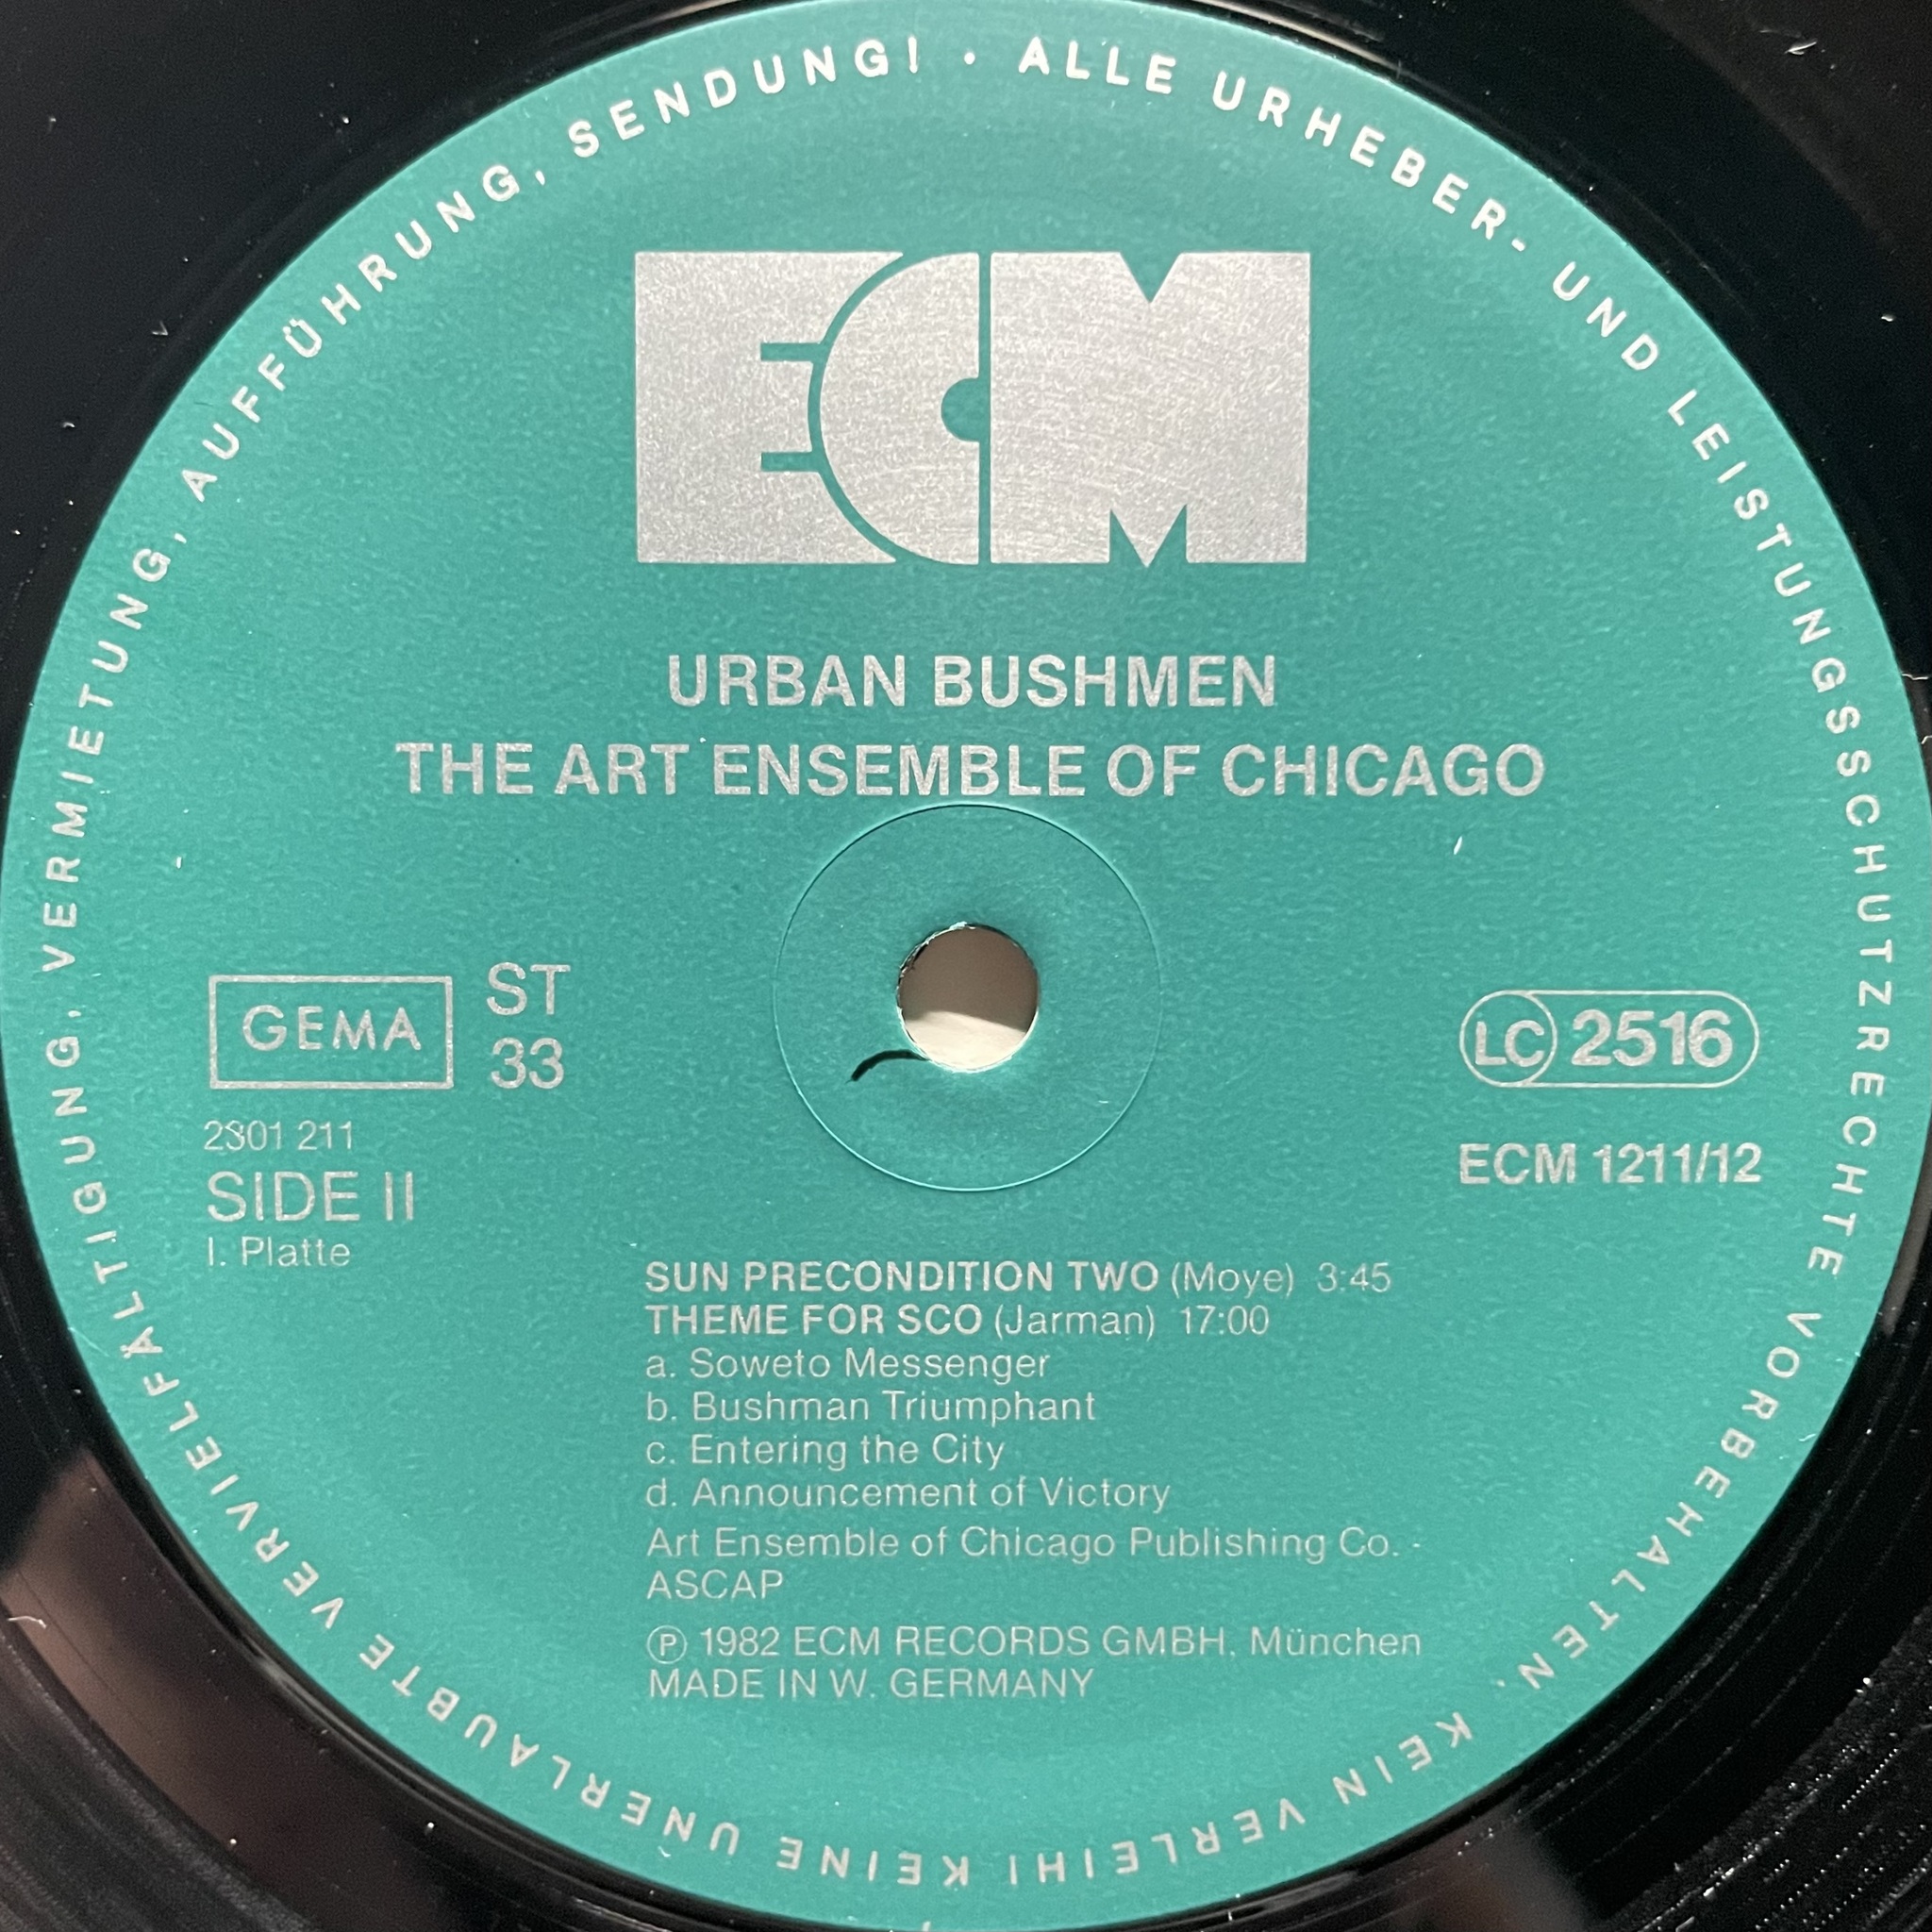 ALLE URHEBER- UND LEISTUNGSSCHUTZRECHTE VORBEHALTEN. KEIN VERLEIH! KEINE UNERLAUBTE VERVIELFÄLTIGUNG, VERMIETUNG, AUFFÜHRUNG, SENDUNG! ·
ECM
URBAN BUSHMEN
THE ART ENSEMBLE OF CHICAGO
GEMA
ST
33
LC 2516
2301 211
SIDE II
I. Platte
ECM 1211/12
SUN PRECONDITION TWO (Moye) 3:45
THEME FOR SCO (Jarman) 17:00
a. Soweto Messenger
b. Bushman Triumphant
c. Entering the City
d. Announcement of Victory
Art Ensemble of Chicago Publishing Co. -
ASCAP
Ⓟ 1982 ECM RECORDS GMBH, München
MADE IN W. GERMANY